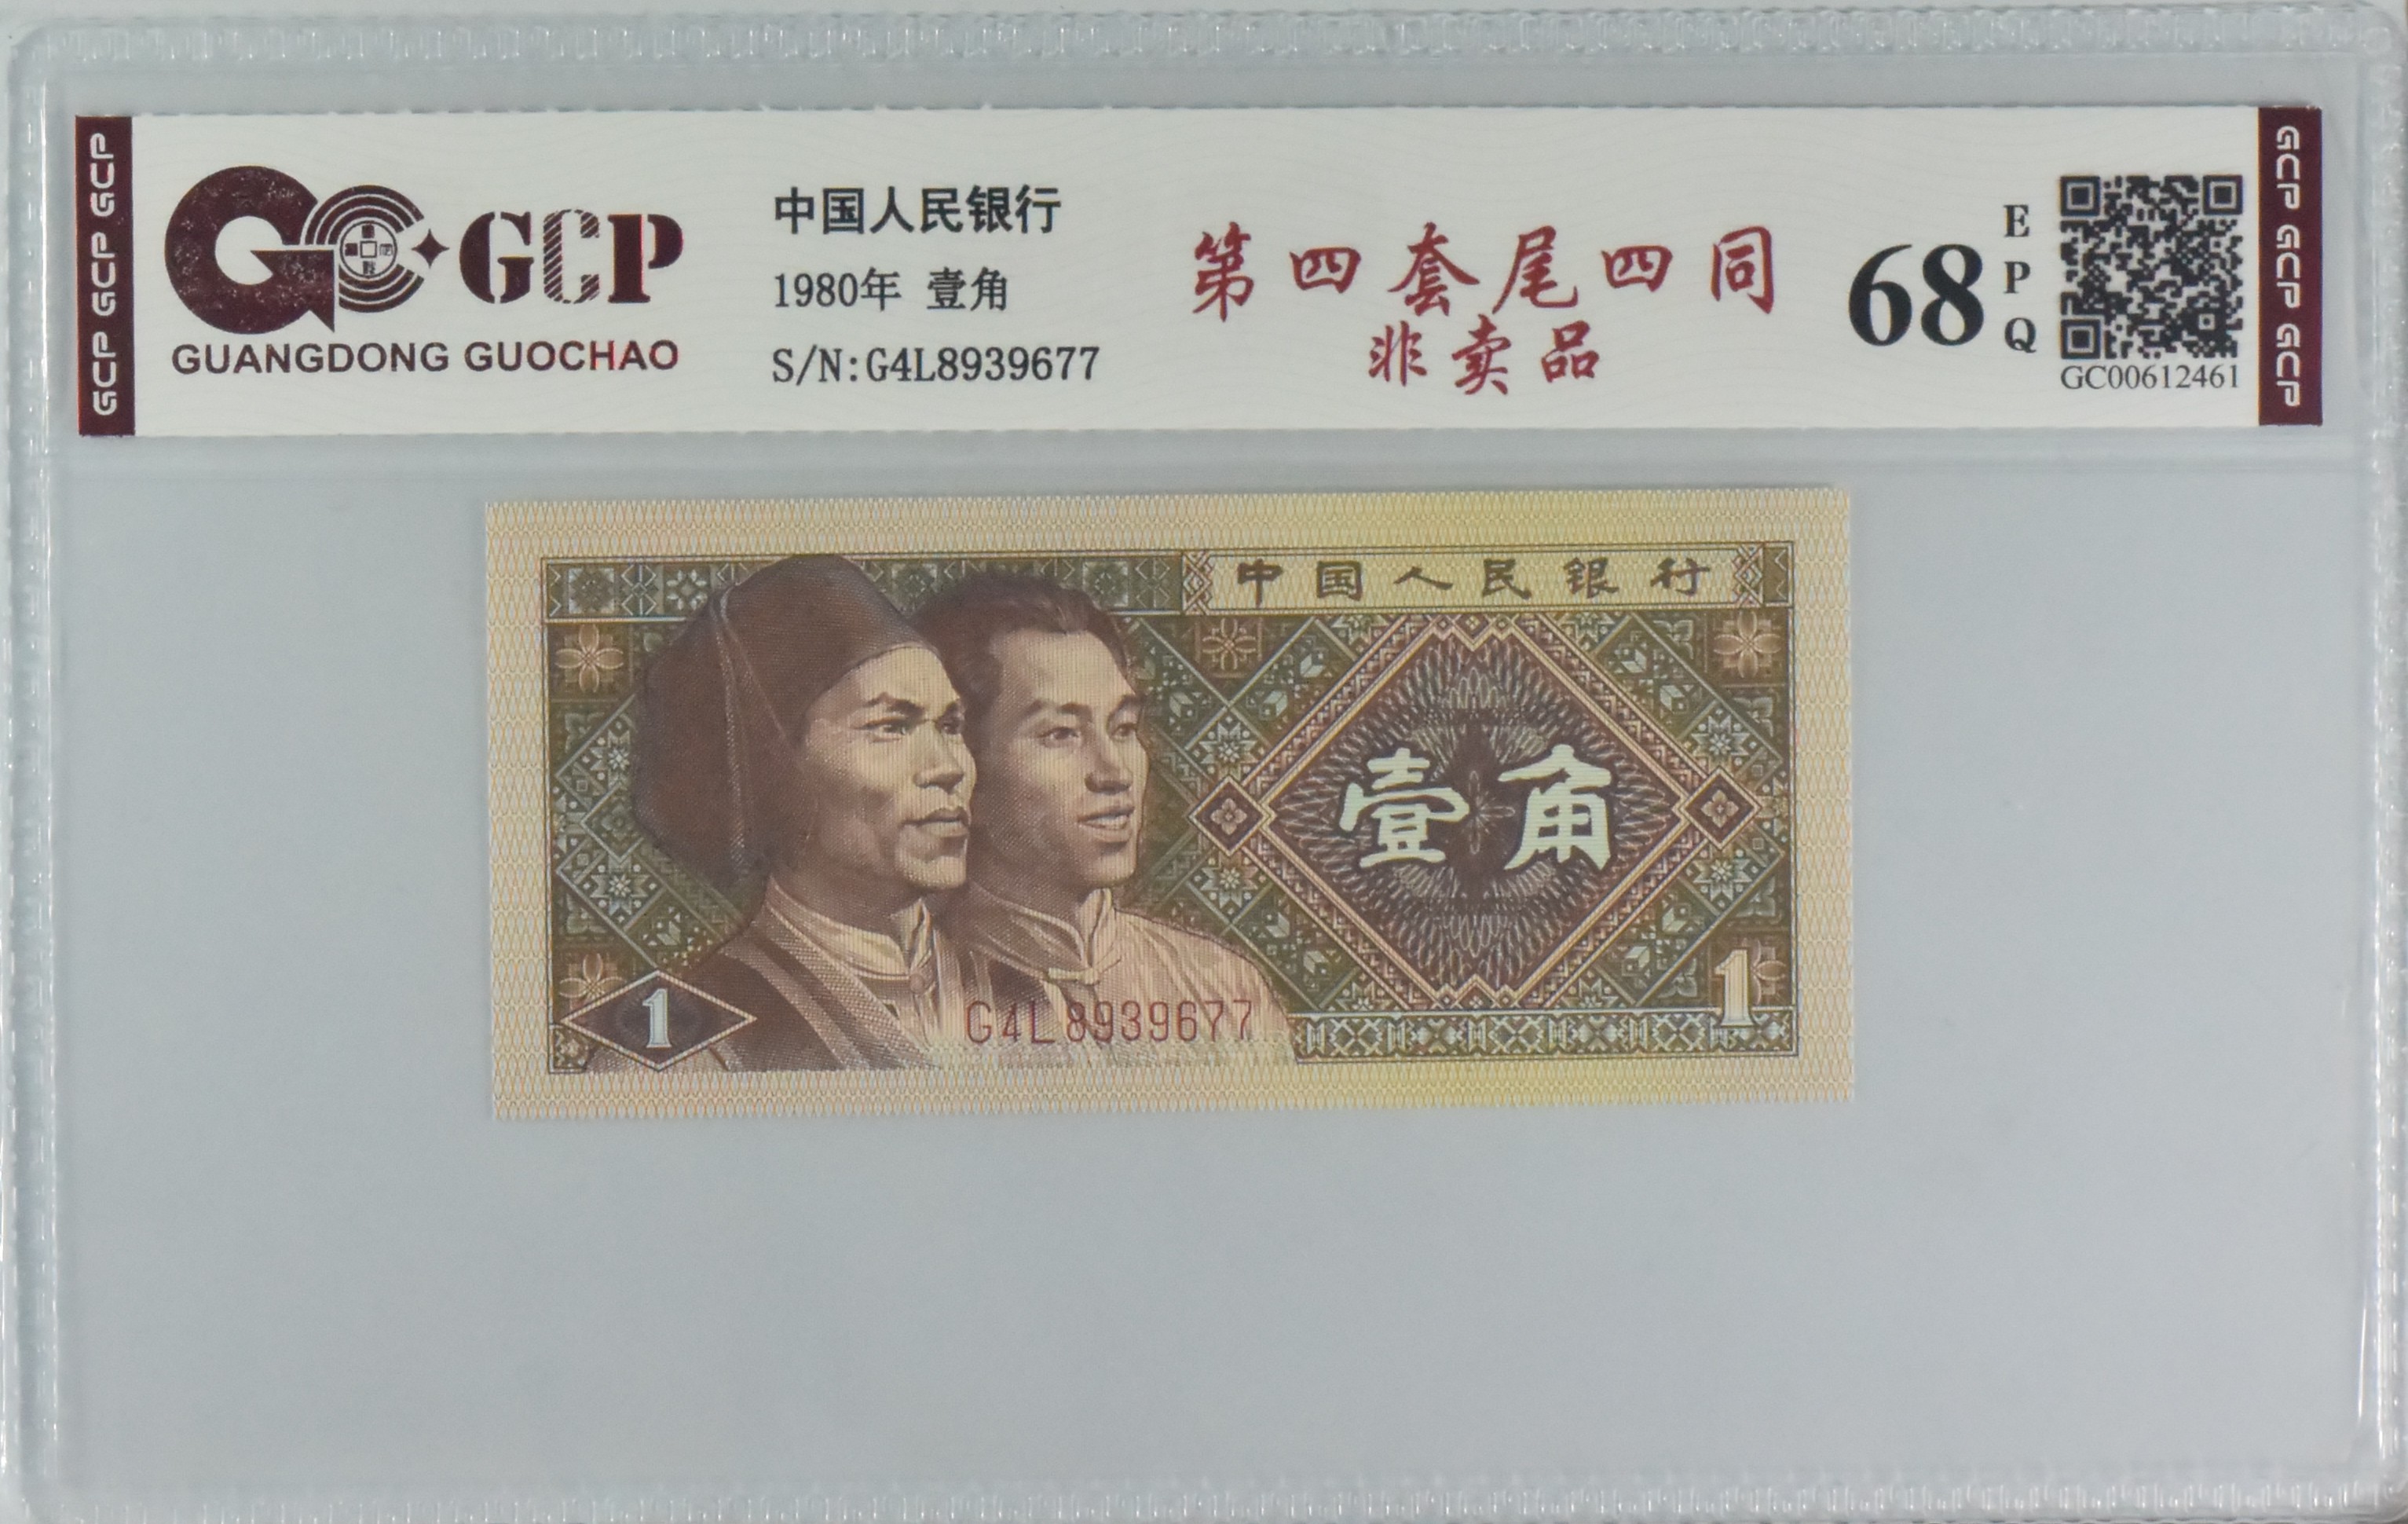 GCP GCP GCP
GC GCP
GUANGDONG GUOCHAO
中国人民银行
1980年 壹角
S/N:G4L8939677
第四套尾四同
非卖品
68
EPQ
GC00612461
GCP GCP GCP
中国人民银行
壹角
1
G4L8939677
1